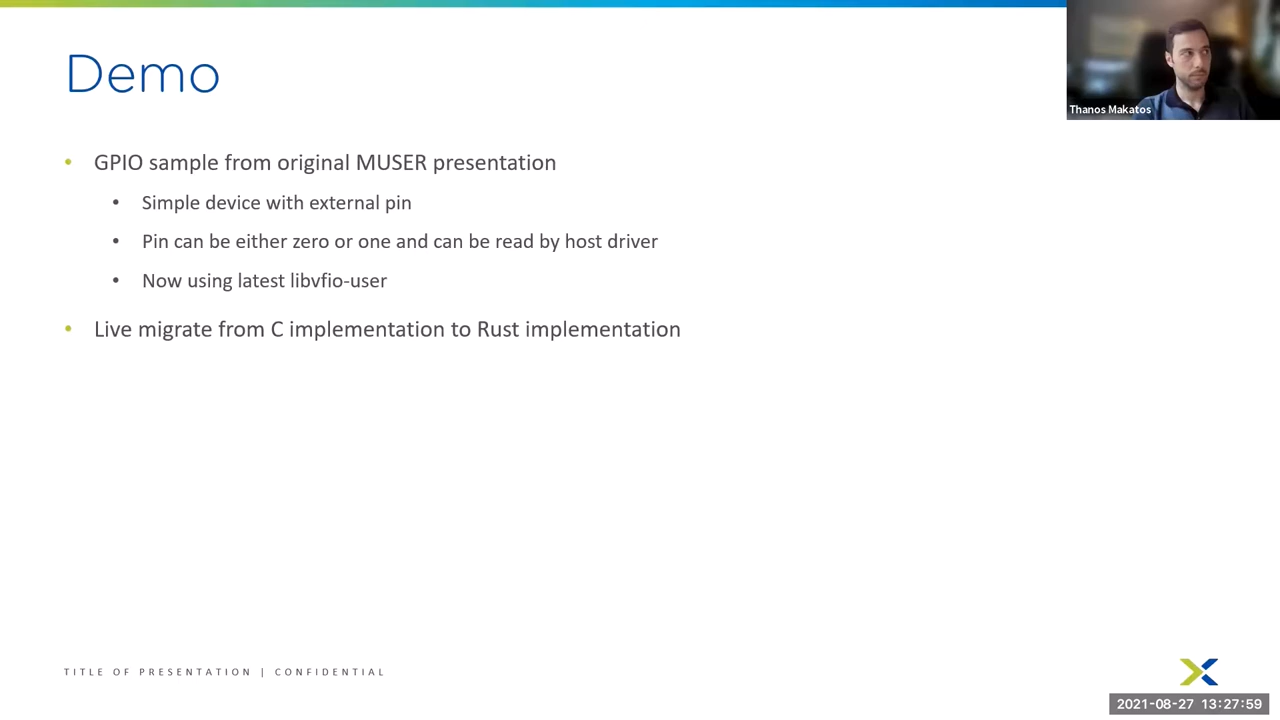 Demo
Thanos Makatos
• GPIO sample from original MUSER presentation
• Simple device with external pin
• Pin can be either zero or one and can be read by host driver
• Now using latest libvfio-user
• Live migrate from C implementation to Rust implementation
TITLE OF PRESENTATION | CONFIDENTIAL
2021-08-27 13:27:59